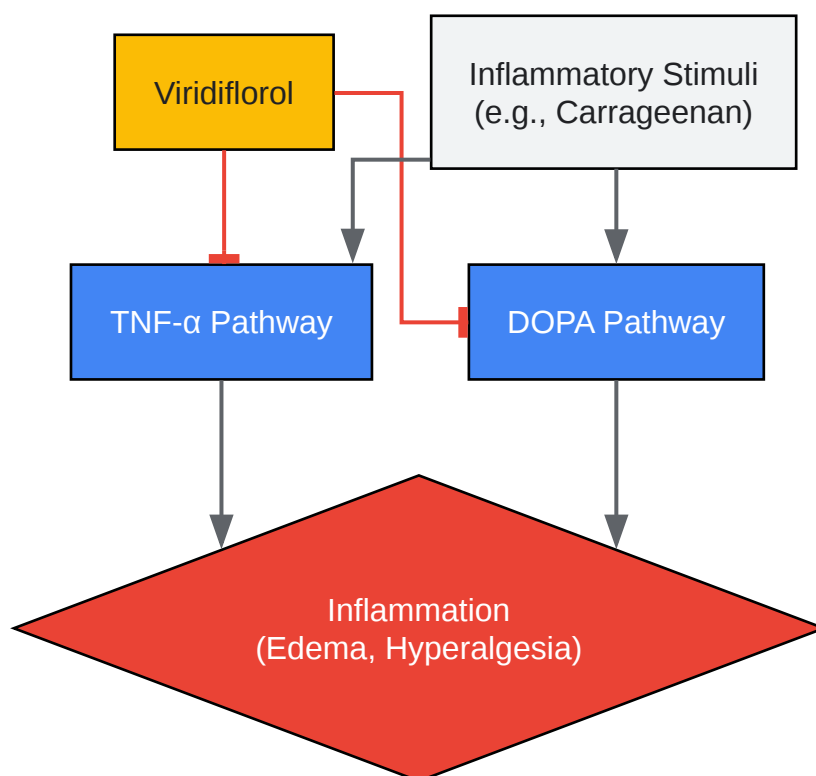 Viridiflorol
Inflammatory Stimuli
(e.g., Carrageenan)
TNF-α Pathway
DOPA Pathway
Inflammation
(Edema, Hyperalgesia)